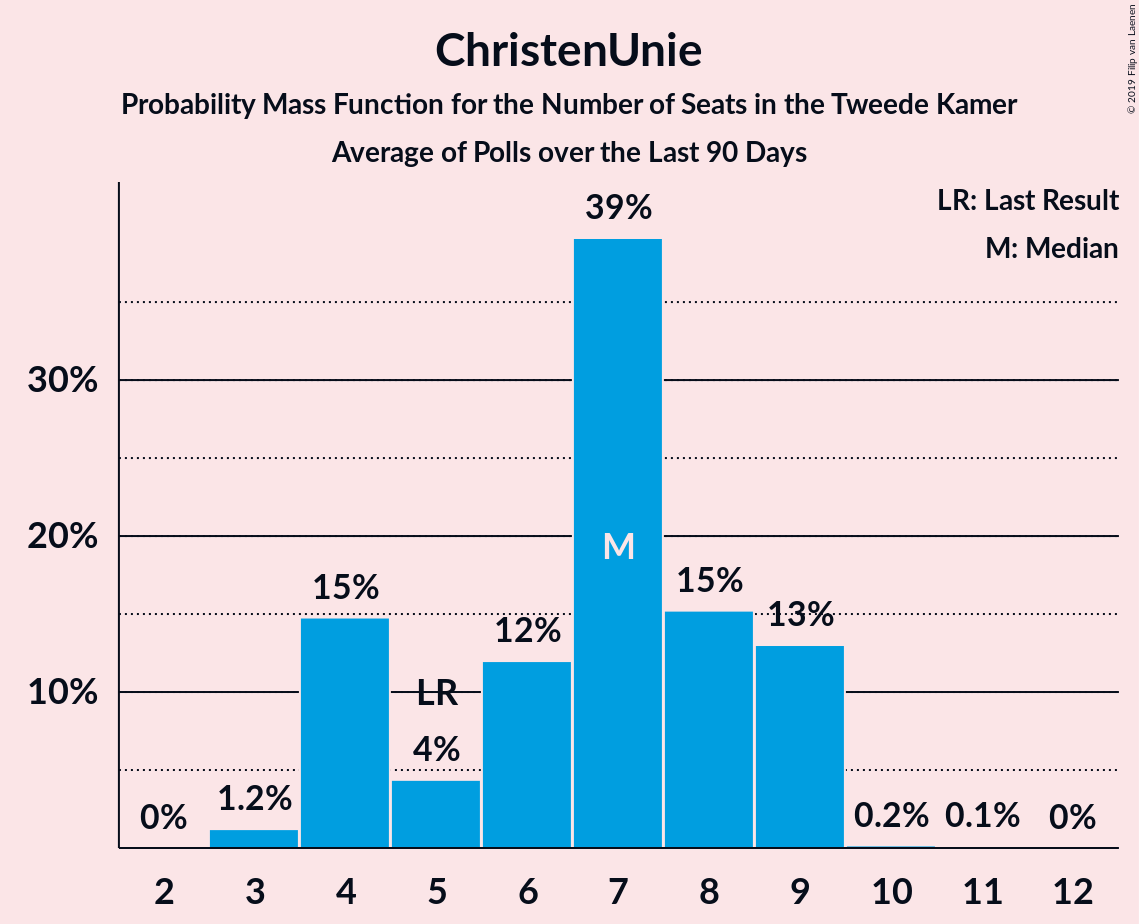 ChristenUnie
Probability Mass Function for the Number of Seats in the Tweede Kamer
Average of Polls over the Last 90 Days
© 2019 Filip van Laenen
LR: Last Result
M: Median
39%
30%
20%
10%
M
15%
15%
13%
12%
LR
4%
1.2%
0%
0.2%
0.1%
0%
2 3 4 5 6 7 8 9 10 11 12